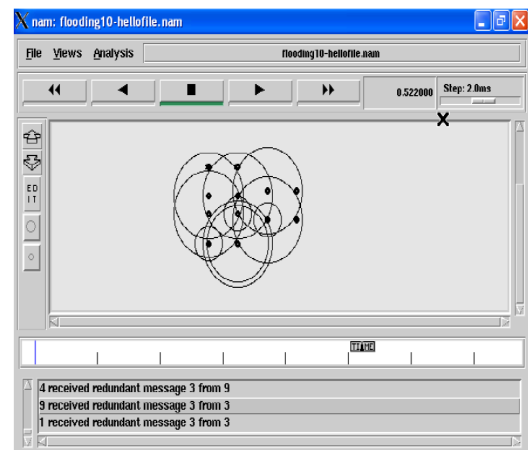 nam: flooding10-hellofile.nam
File Views Analysis flooding10-hellofile.nam
0.522000 Step: 2.0ms
ED
IT
TIME
4 received redundant message 3 from 9
9 received redundant message 3 from 3
1 received redundant message 3 from 3